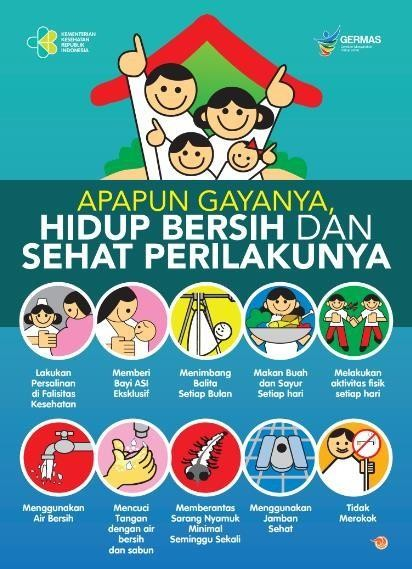 KEMENTERIAN
KESEHATAN
REPUBLIK
INDONESIA
GERMAS
APAPUN GAYANYA,
HIDUP BERSIH DAN
SEHAT PERILAKUNYA
Lakukan
Persalinan
di Falisitas
Kesehatan
Memberi
Bayi ASI
Eksklusif
Menimbang
Balita
Setiap Bulan
Makan Buah
dan Sayur
Setiap hari
Melakukan
aktivitas fisik
setiap hari
Menggunakan
Air Bersih
Mencuci
Tangan
dengan air
bersih
dan sabun
Memberantas
Sarang Nyamuk
Minimal
Seminggu Sekali
Menggunakan
Jamban
Sehat
Tidak
Merokok